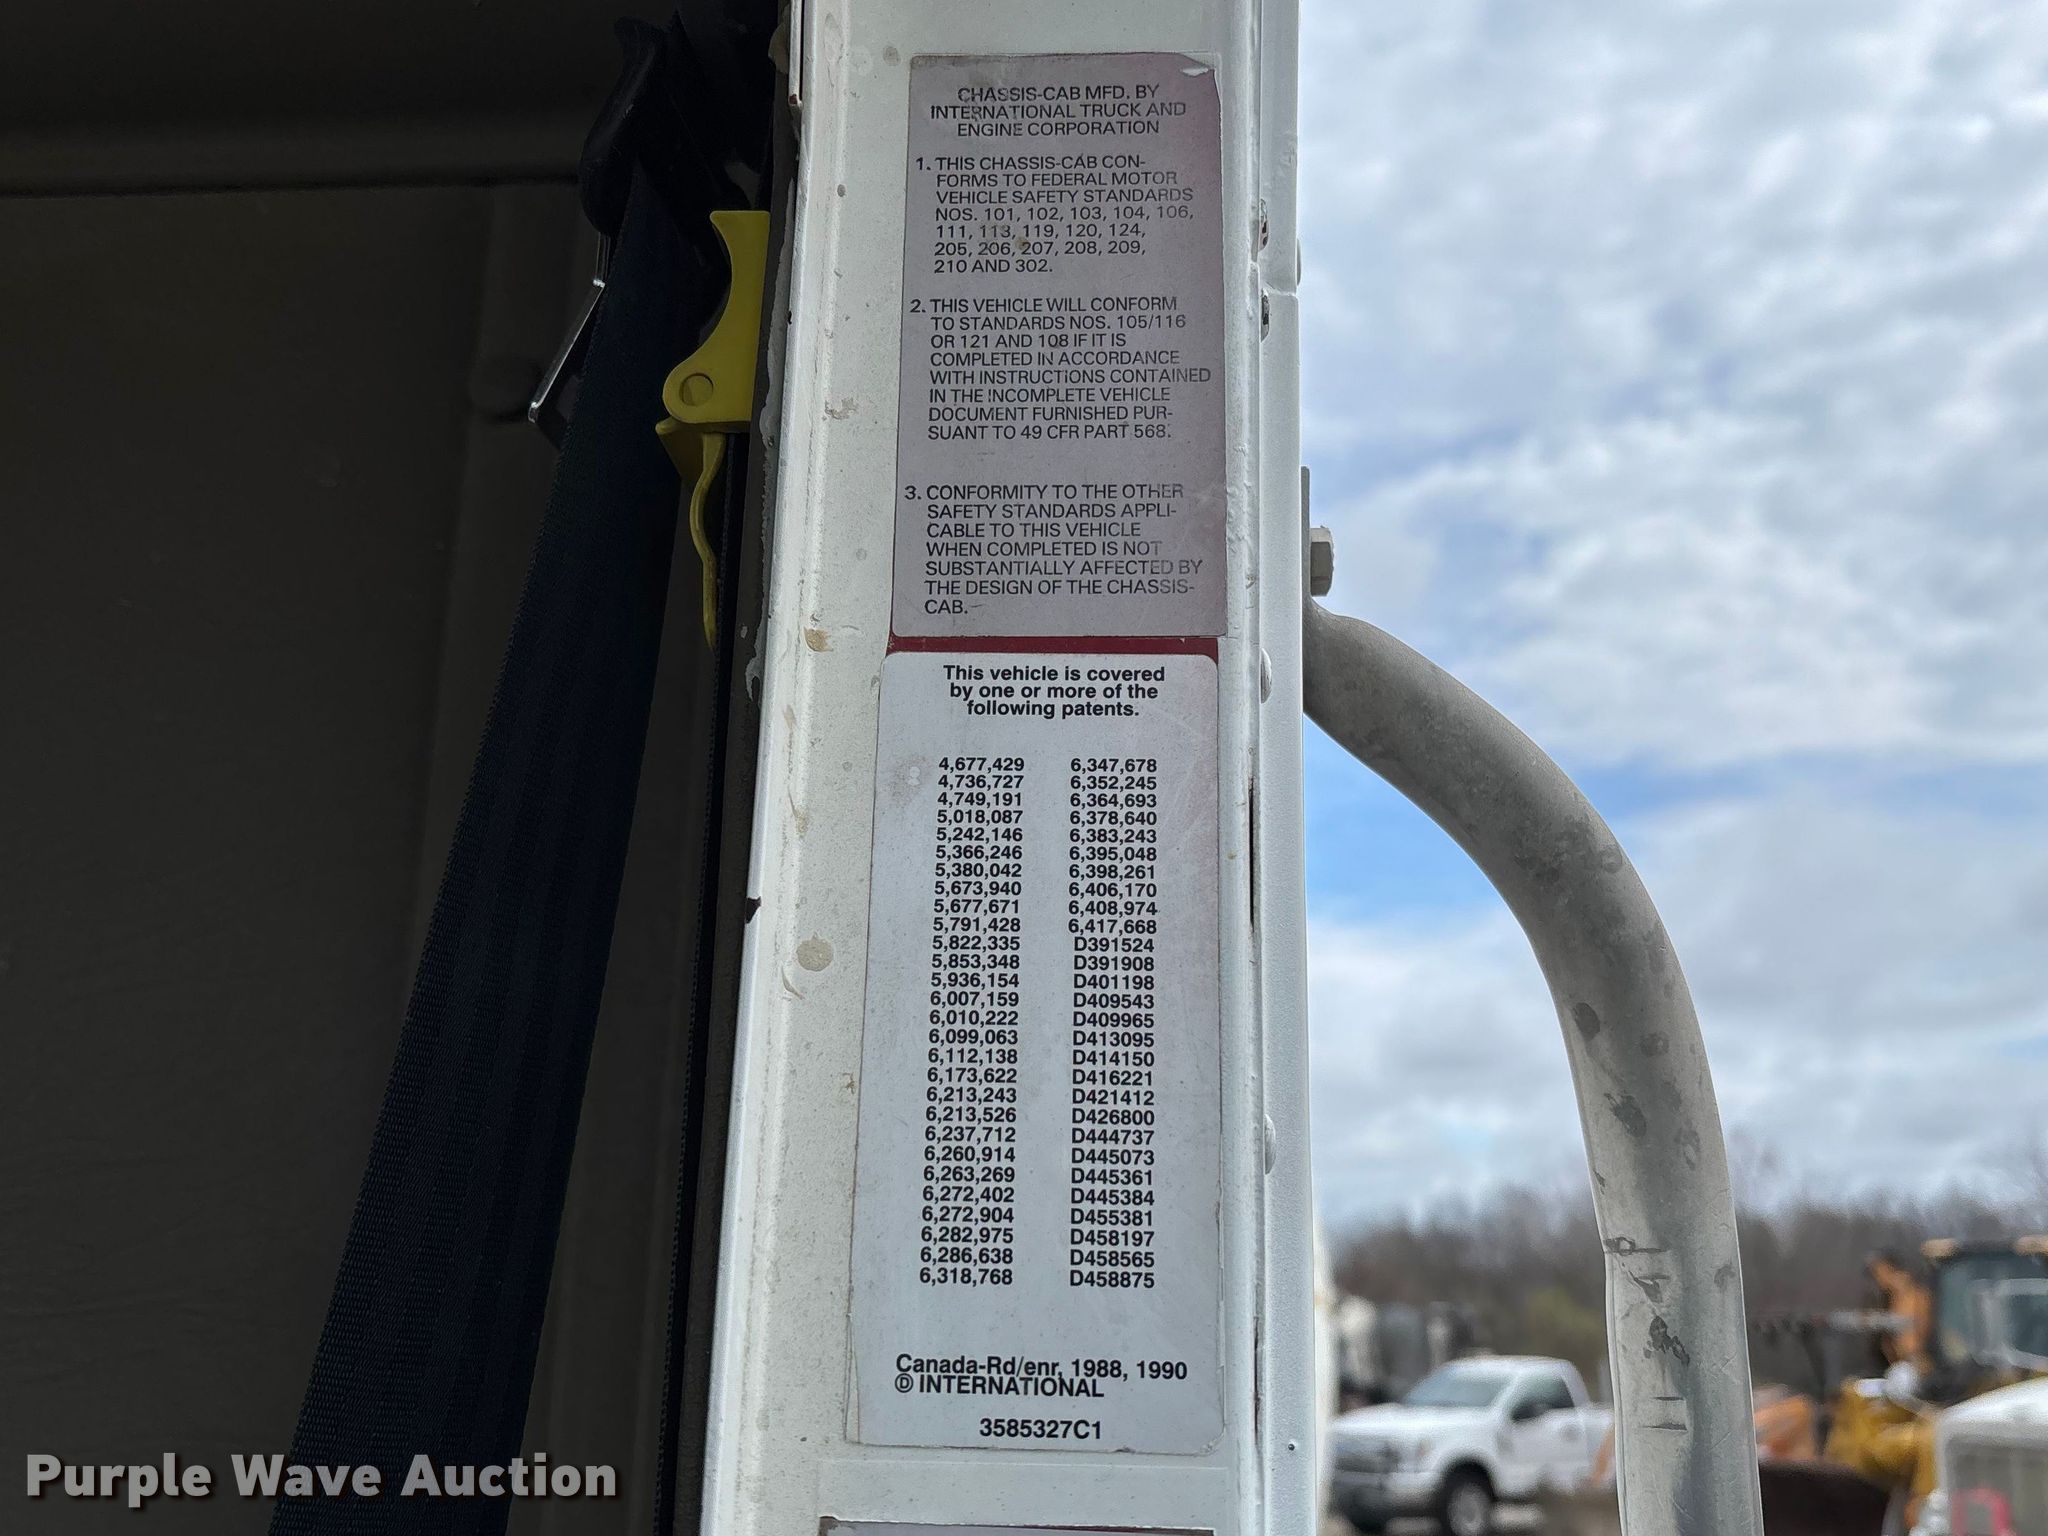 CHASSIS-CAB MFD. BY
INTERNATIONAL TRUCK AND
ENGINE CORPORATION
1. THIS CHASSIS-CAB CON-
FORMS TO FEDERAL MOTOR
VEHICLE SAFETY STANDARDS
NOS. 101, 102, 103, 104, 106,
111, 113, 119, 120, 124,
205, 206, 207, 208, 209,
210 AND 302.
2. THIS VEHICLE WILL CONFORM
TO STANDARDS NOS. 105/116
OR 121 AND 108 IF IT IS
COMPLETED IN ACCORDANCE
WITH INSTRUCTIONS CONTAINED
IN THE INCOMPLETE VEHICLE
DOCUMENT FURNISHED PUR-
SUANT TO 49 CFR PART 568.
3. CONFORMITY TO THE OTHER
SAFETY STANDARDS APPLI-
CABLE TO THIS VEHICLE
WHEN COMPLETED IS NOT
SUBSTANTIALLY AFFECTED BY
THE DESIGN OF THE CHASSIS-
CAB.
This vehicle is covered
by one or more of the
following patents.
4,677,429 6,347,678
4,736,727 6,352,245
4,749,191 6,364,693
5,018,087 6,378,640
5,242,146 6,383,243
5,366,246 6,395,048
5,380,042 6,398,261
5,673,940 6,406,170
5,677,671 6,408,974
5,791,428 6,417,668
5,822,335 D391524
5,853,348 D391908
5,936,154 D401198
6,007,159 D409543
6,010,222 D409965
6,099,063 D413095
6,112,138 D414150
6,173,622 D416221
6,213,243 D421412
6,213,526 D426800
6,237,712 D444737
6,260,914 D445073
6,263,269 D445361
6,272,402 D445384
6,272,904 D455381
6,282,975 D458197
6,286,638 D458565
6,318,768 D458875
Canada-Rd/enr, 1988, 1990
Ⓓ INTERNATIONAL
3585327C1
Purple Wave Auction